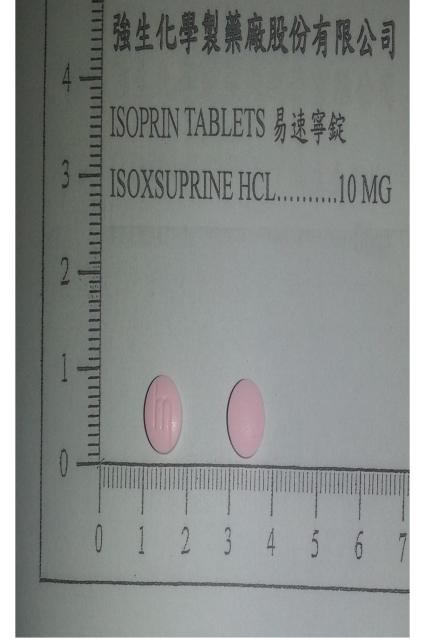 強生化學製藥廠股份有限公司
ISOPRIN TABLETS 易速寧錠
ISOXSUPRINE HCL..........10 MG
4
3
2
1
0
0 1 2 3 4 5 6 7